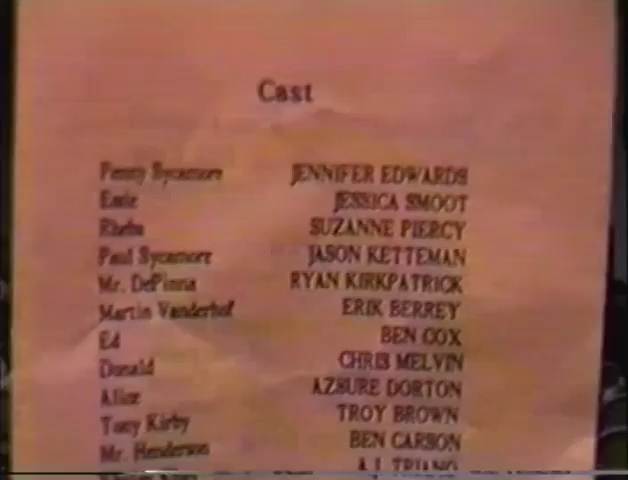 Cast
Penny Sycamore JENNIFER EDWARDS
Essie JESSICA SMOOT
Rheba SUZANNE PIERCY
Paul Sycamore JASON KETTEMAN
Mr. DePinna RYAN KIRKPATRICK
Martin Vanderhof ERIK BERREY
Ed BEN COX
Donald CHRIS MELVIN
Alice AZSURE DORTON
Tony Kirby TROY BROWN
Mr. Henderson BEN CARSON
A.J.